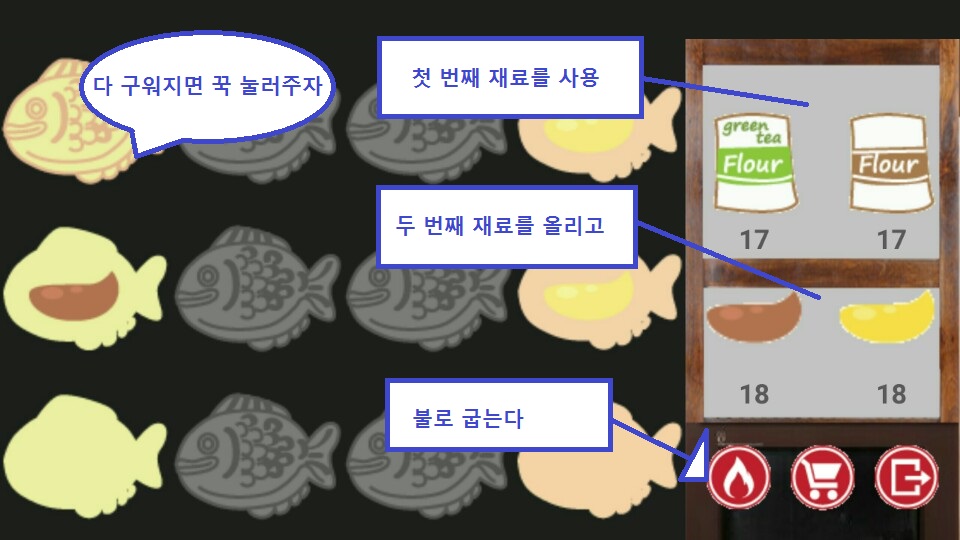 다 구워지면 꾹 눌러주자
첫 번째 재료를 사용
green
tea
Flour
Flour
17
17
두 번째 재료를 올리고
18
18
불로 굽는다